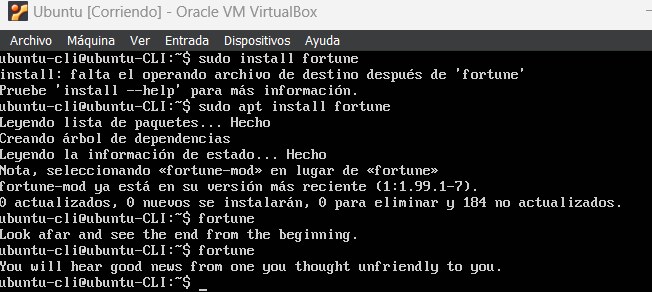 Ubuntu [Corriendo] - Oracle VM VirtualBox
Archivo Máquina Ver Entrada Dispositivos Ayuda
ubuntu-cli@ubuntu-CLI:~$ sudo install fortune
install: falta el operando archivo de destino después de 'fortune'
Pruebe 'install --help' para más información.
ubuntu-cli@ubuntu-CLI:~$ sudo apt install fortune
Leyendo lista de paquetes... Hecho
Creando árbol de dependencias
Leyendo la información de estado... Hecho
Nota, seleccionando «fortune-mod» en lugar de «fortune»
fortune-mod ya está en su versión más reciente (1:1.99.1-7).
0 actualizados, 0 nuevos se instalarán, 0 para eliminar y 184 no actualizados.
ubuntu-cli@ubuntu-CLI:~$ fortune
Look afar and see the end from the beginning.
ubuntu-cli@ubuntu-CLI:~$ fortune
You will hear good news from one you thought unfriendly to you.
ubuntu-cli@ubuntu-CLI:~$ _